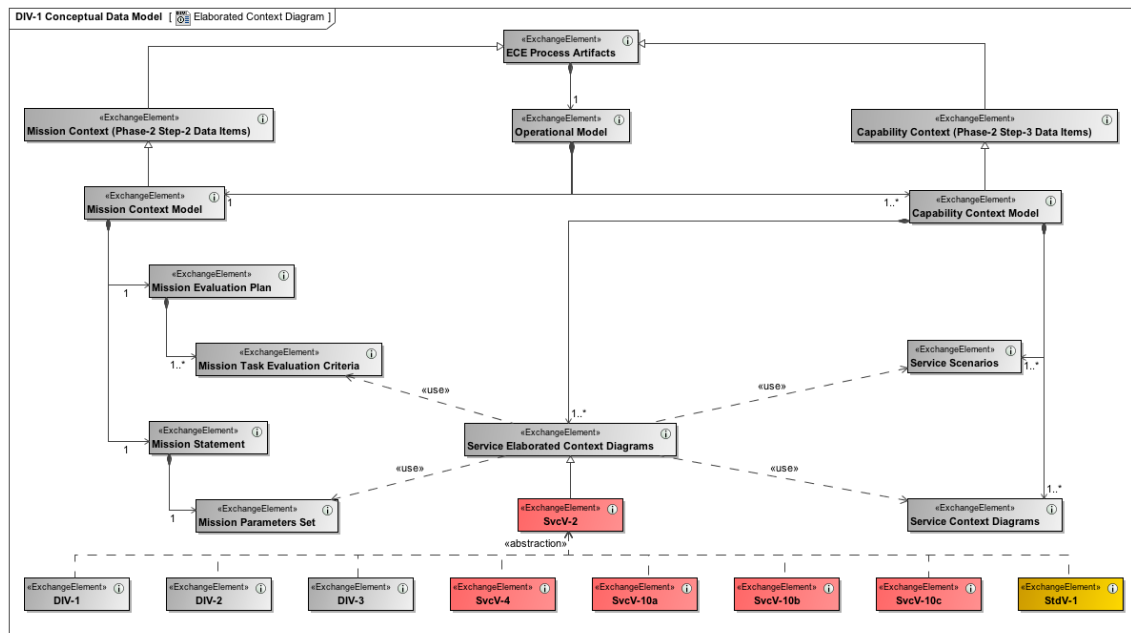 DIV-1 Conceptual Data Model [ Elaborated Context Diagram ]
«ExchangeElement»
ECE Process Artifacts
1
«ExchangeElement»
Mission Context (Phase-2 Step-2 Data Items)
«ExchangeElement»
Operational Model
«ExchangeElement»
Capability Context (Phase-2 Step-3 Data Items)
«ExchangeElement»
Mission Context Model
1
1..*
«ExchangeElement»
Capability Context Model
«ExchangeElement»
Mission Evaluation Plan
1
1..*
«ExchangeElement»
Mission Task Evaluation Criteria
«ExchangeElement»
Service Scenarios
1..*
«use»
«use»
1..*
«ExchangeElement»
Mission Statement
1
«ExchangeElement»
Service Elaborated Context Diagrams
«use»
«use»
1..*
1
«ExchangeElement»
Mission Parameters Set
«ExchangeElement»
SvcV-2
«ExchangeElement»
Service Context Diagrams
«abstraction»
«ExchangeElement»
DIV-1
«ExchangeElement»
DIV-2
«ExchangeElement»
DIV-3
«ExchangeElement»
SvcV-4
«ExchangeElement»
SvcV-10a
«ExchangeElement»
SvcV-10b
«ExchangeElement»
SvcV-10c
«ExchangeElement»
StdV-1